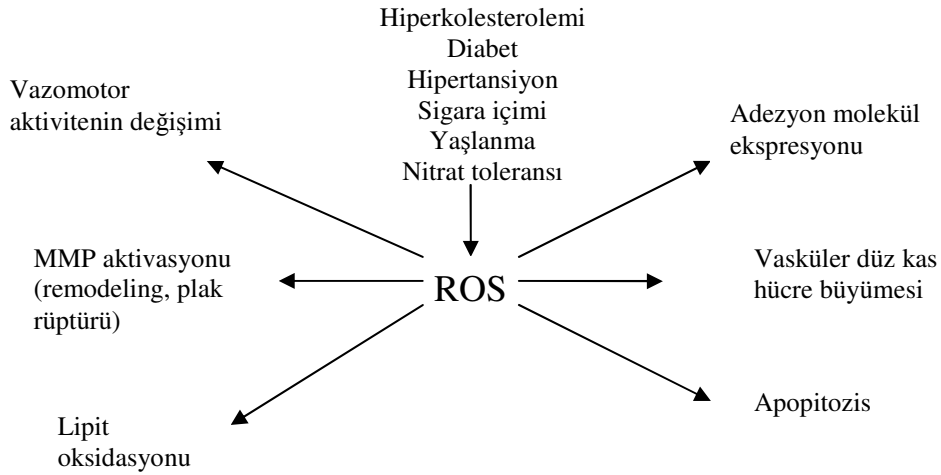 Hiperkolesterolemi
Diabet
Hipertansiyon
Sigara içimi
Yaşlanma
Nitrat toleransı
Vazomotor
aktivitenin değişimi
Adezyon molekül
ekspresyonu
MMP aktivasyonu
(remodeling, plak
rüptürü)
ROS
Vasküler düz kas
hücre büyümesi
Lipit
oksidasyonu
Apopitozis